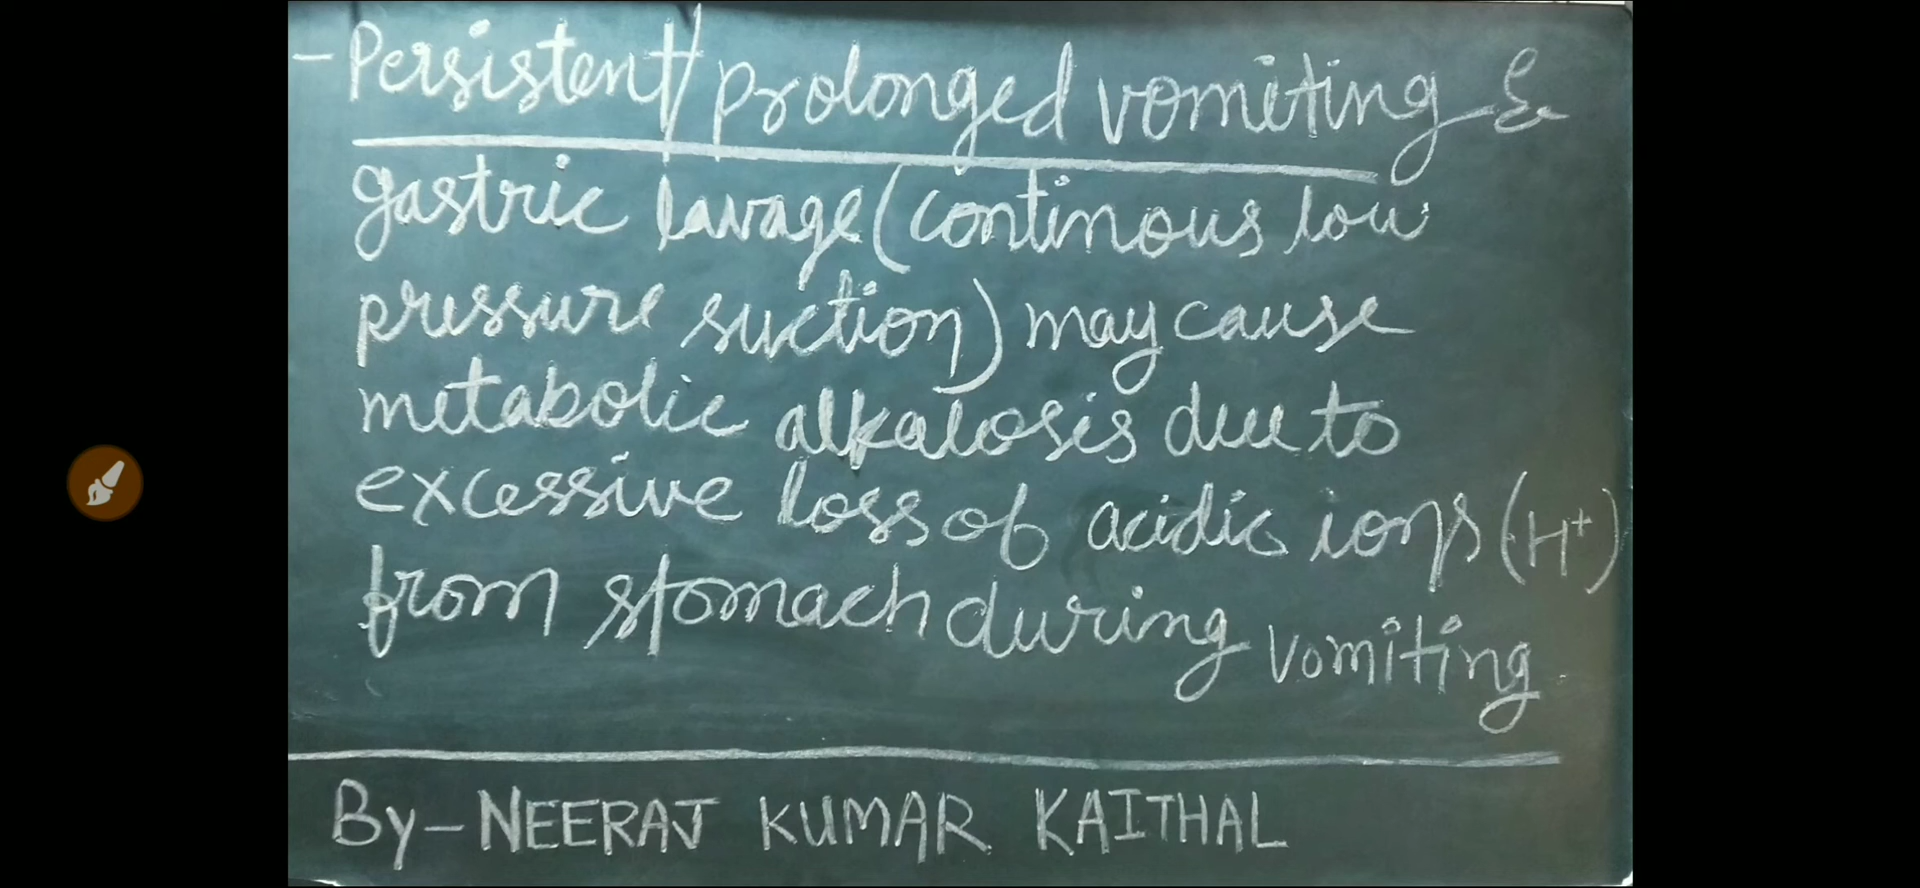 - Persistent/prolonged vomiting &
gastric lavage (continous low
pressure suction) may cause
metabolic alkalosis due to
excessive loss of acidic ions (H⁺)
from stomach during vomiting.
By - NEERAJ KUMAR KAITHAL